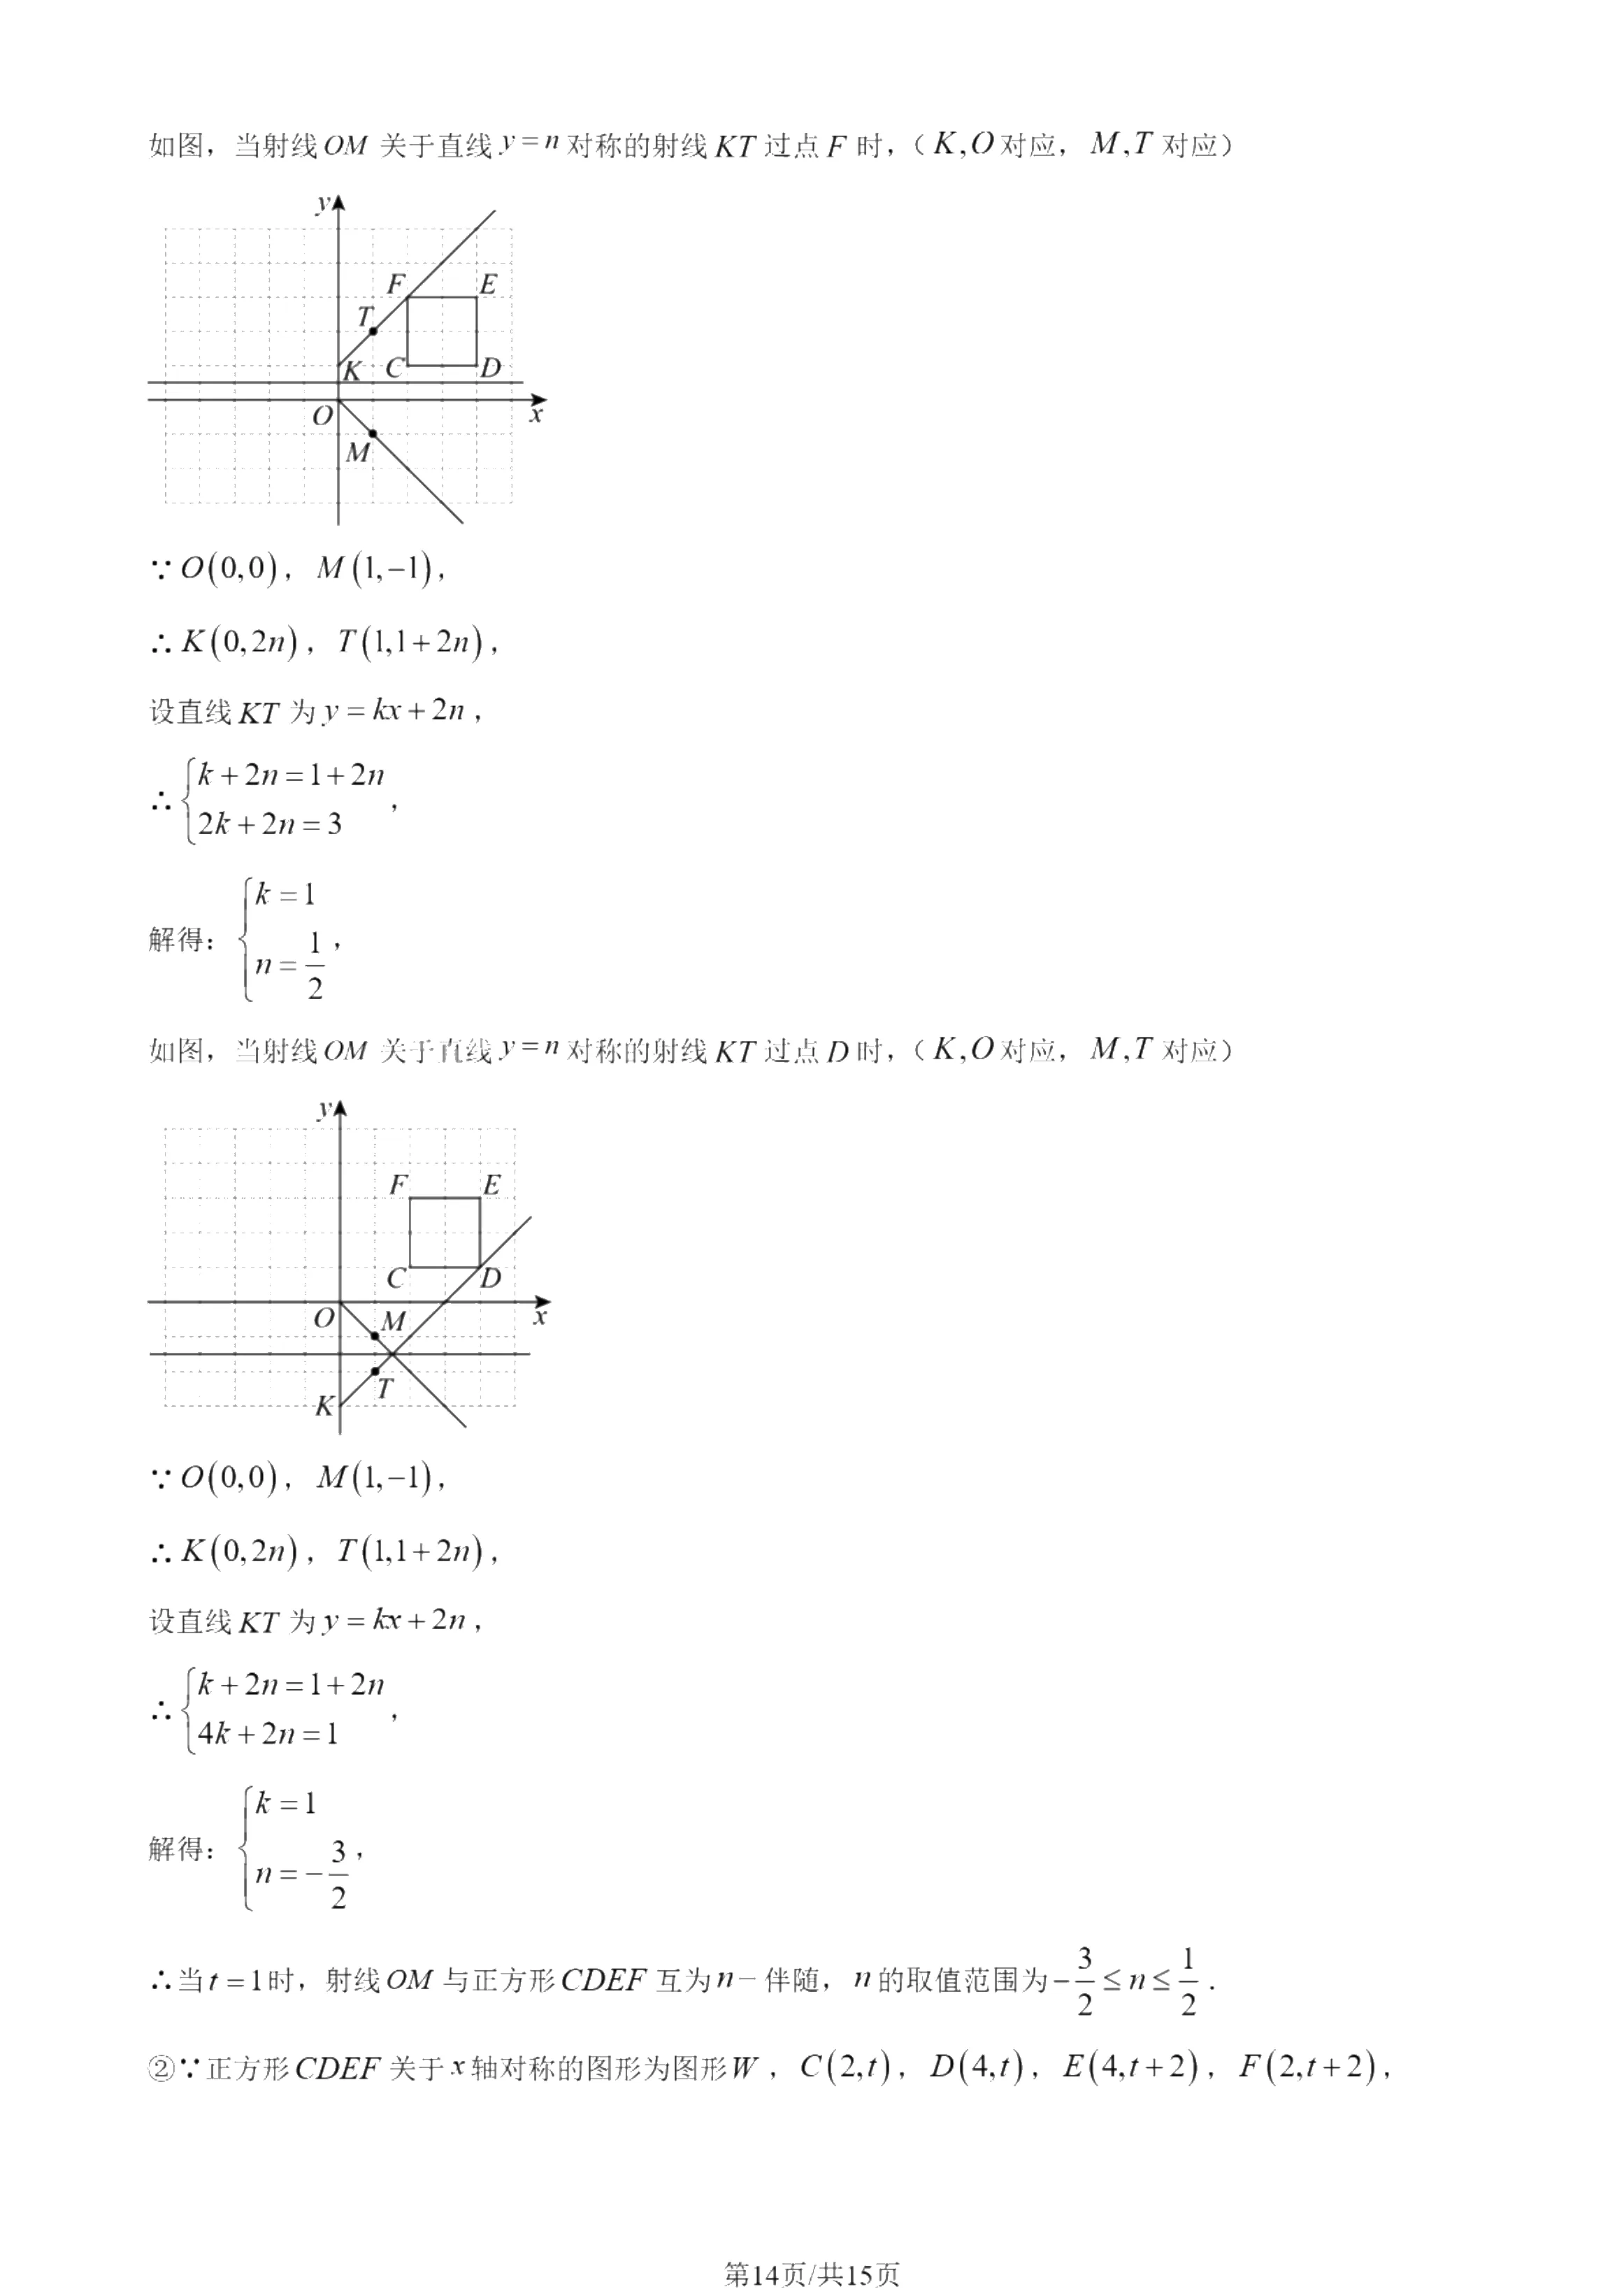 如图，当射线OM 关于直线y=n对称的射线KT过点F时，（K,O对应，M,T对应）
y
F E
T
K C D
O x
M
∵O(0,0)，M(1,−1)，
∴K(0,2n)，T(1,1+2n)，
设直线KT为y=kx+2n，
∴{k+2n=1+2n
2k+2n=3，
解得：{k=1
n=1/2，
如图，当射线OM 关于直线y=n对称的射线KT过点D时，（K,O对应，M,T对应）
y
F E
C D
O M x
T
K
∵O(0,0)，M(1,−1)，
∴K(0,2n)，T(1,1+2n)，
设直线KT为y=kx+2n，
∴{k+2n=1+2n
4k+2n=1，
解得：{k=1
n=−3/2，
∴当t=1时，射线OM与正方形CDEF互为n−伴随，n的取值范围为−3/2≤n≤1/2．
②∵正方形CDEF关于x轴对称的图形为图形W，C(2,t)，D(4,t)，E(4,t+2)，F(2,t+2)，
第14页/共15页